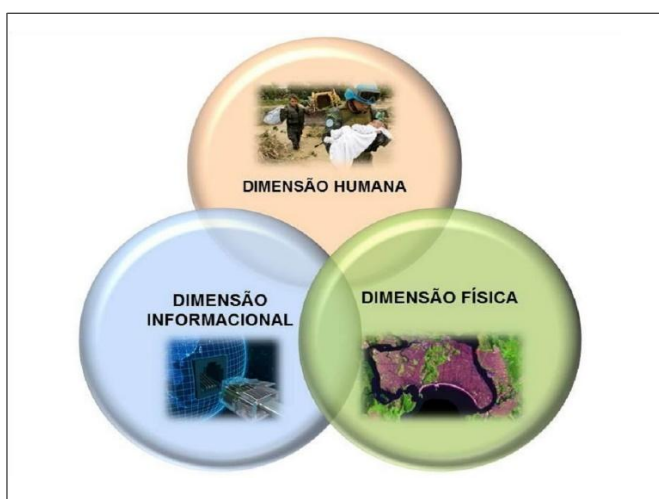 DIMENSÃO HUMANA
DIMENSÃO
INFORMACIONAL
DIMENSÃO FÍSICA